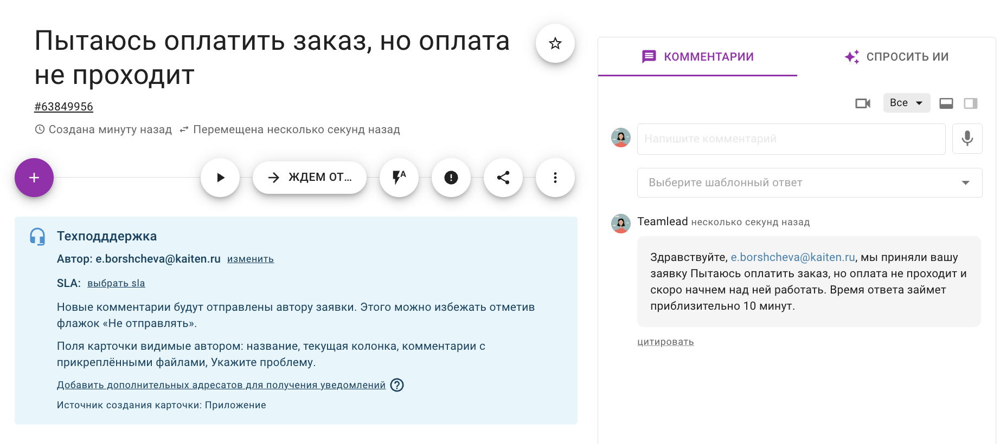 Пытаюсь оплатить заказ, но оплата
не проходит
#63849956
Создана минуту назад Перемещена несколько секунд назад
ЖДЕМ ОТ...
A
Техподддержка
Автор: e.borshcheva@kaiten.ru изменить
SLA: выбрать sla
Новые комментарии будут отправлены автору заявки. Этого можно избежать отметив
флажок «Не отправлять».
Поля карточки видимые автором: название, текущая колонка, комментарии с
прикреплёнными файлами, Укажите проблему.
Добавить дополнительных адресатов для получения уведомлений
Источник создания карточки: Приложение
КОММЕНТАРИИ СПРОСИТЬ ИИ
Все
Напишите комментарий
Выберите шаблонный ответ
Teamlead несколько секунд назад
Здравствуйте, e.borshcheva@kaiten.ru, мы приняли вашу
заявку Пытаюсь оплатить заказ, но оплата не проходит и
скоро начнем над ней работать. Время ответа займет
приблизительно 10 минут.
цитировать